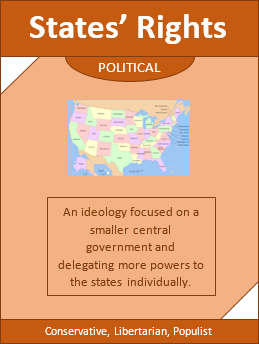 States’ Rights
POLITICAL
An ideology focused on a
smaller central
government and
delegating more powers to
the states individually.
Conservative, Libertarian, Populist